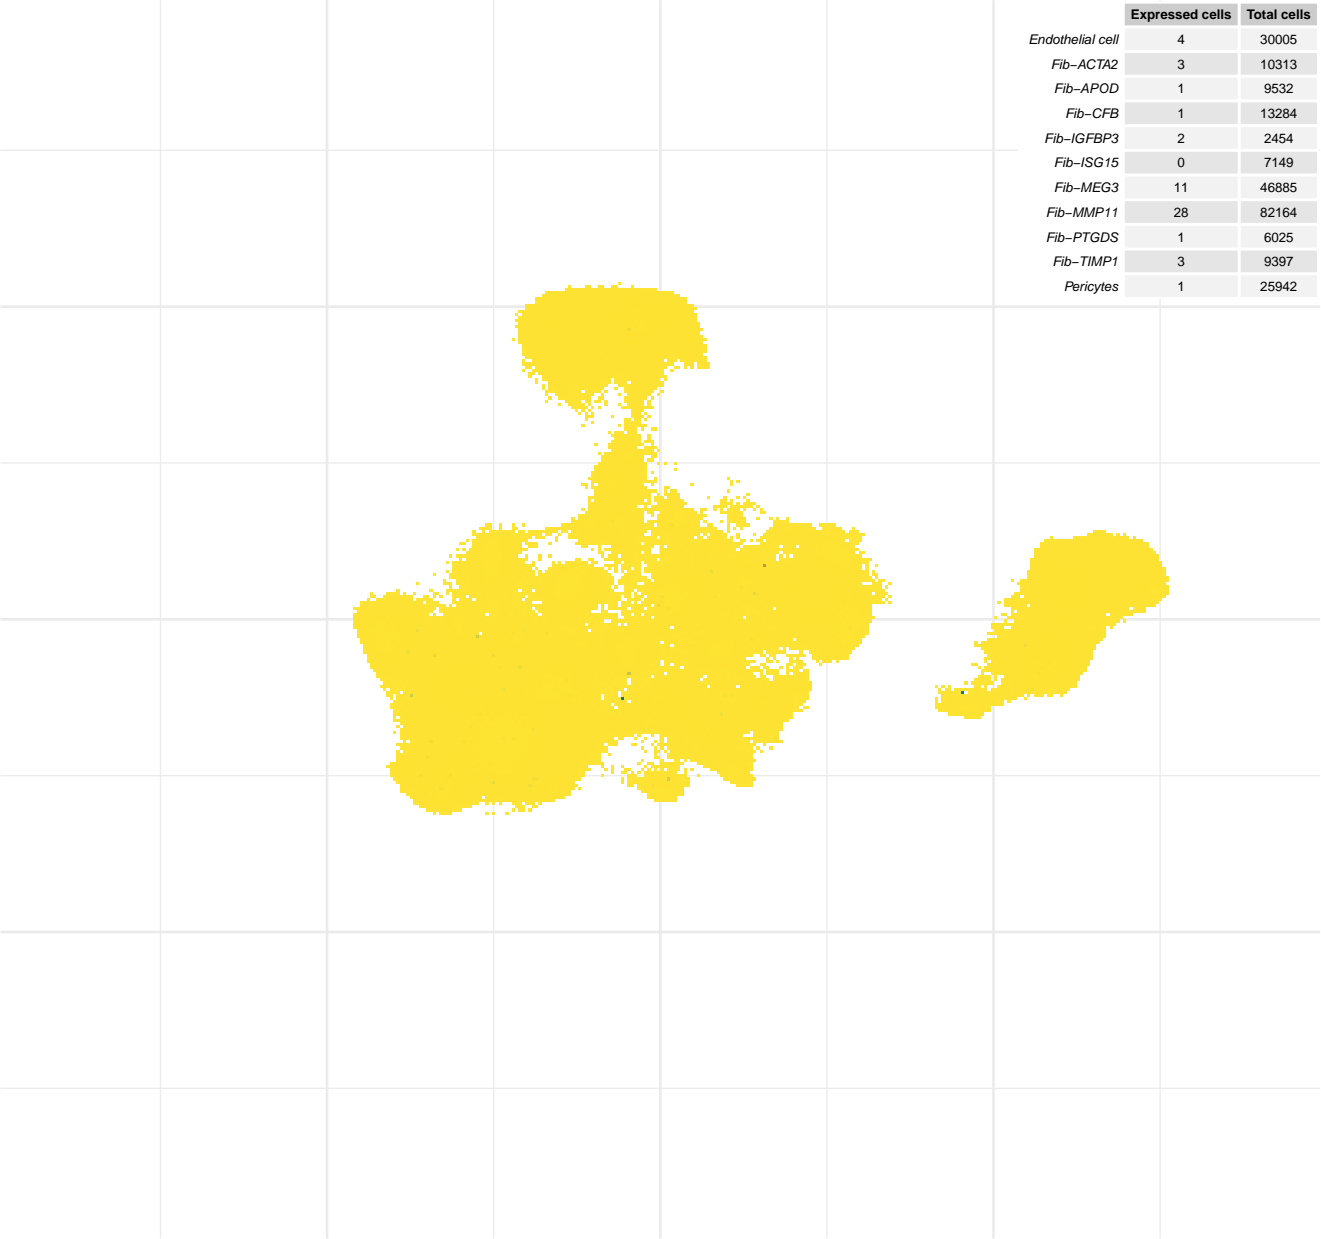 Expressed cells Total cells
Endothelial cell 4 30005
Fib−ACTA2 3 10313
Fib−APOD 1 9532
Fib−CFB 1 13284
Fib−IGFBP3 2 2454
Fib−ISG15 0 7149
Fib−MEG3 11 46885
Fib−MMP11 28 82164
Fib−PTGDS 1 6025
Fib−TIMP1 3 9397
Pericytes 1 25942